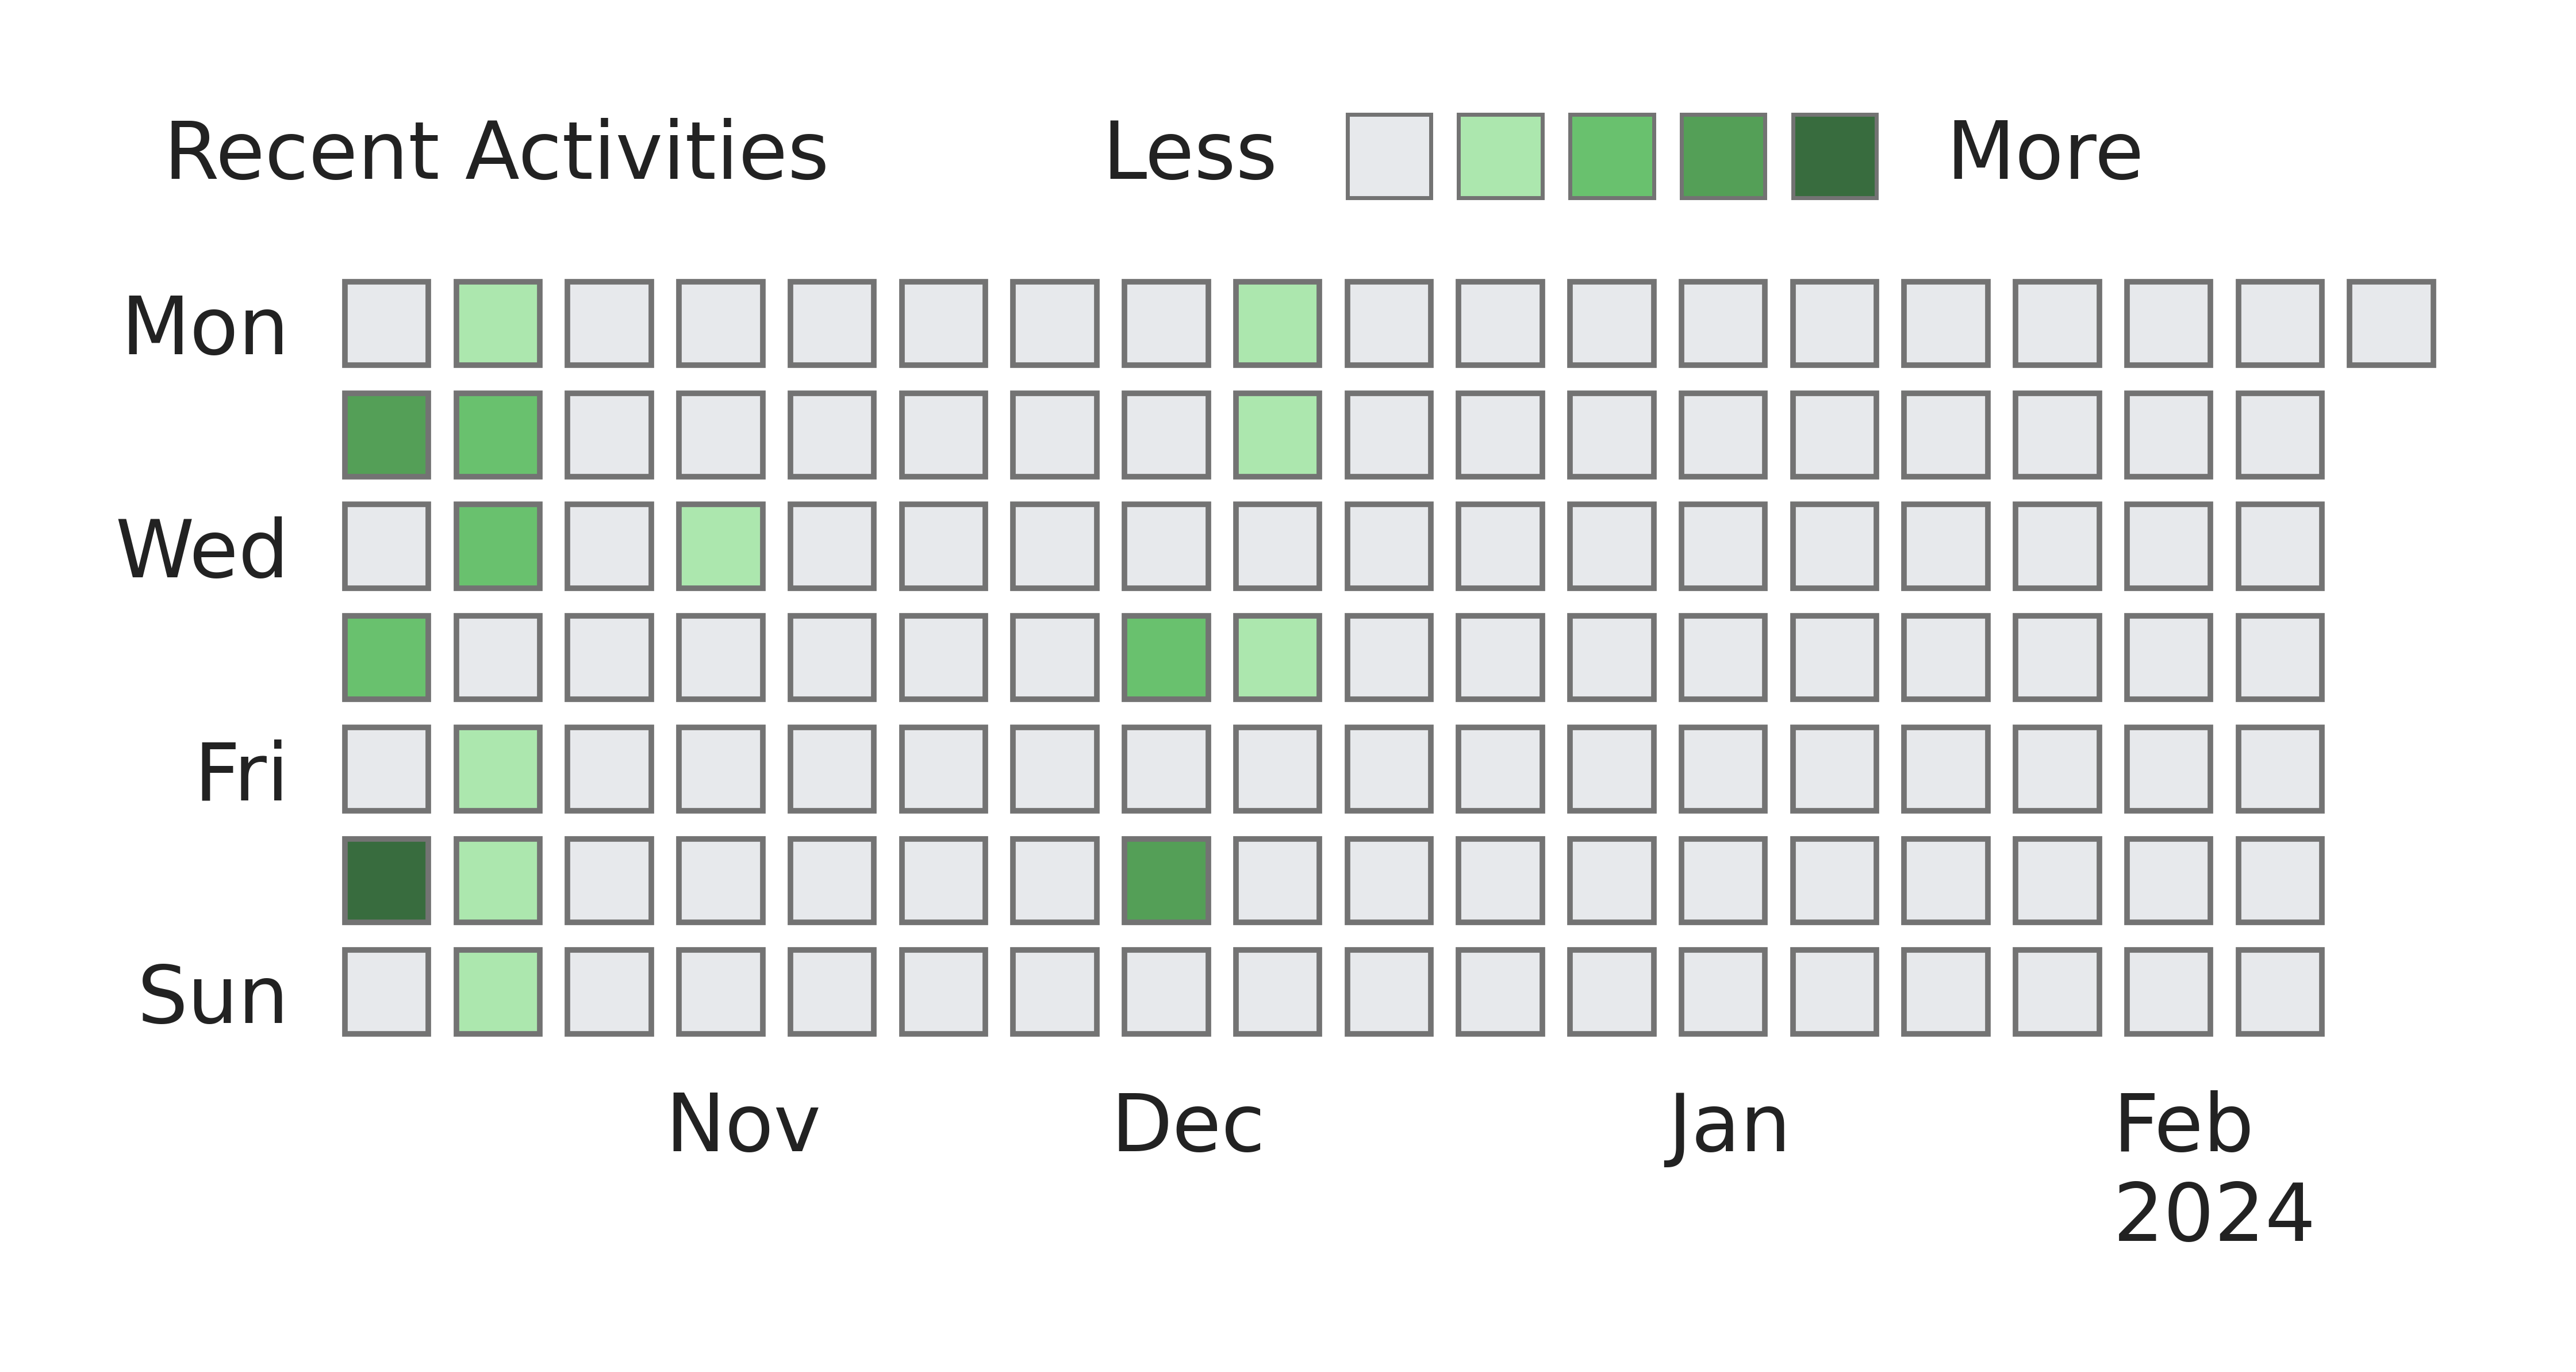 Recent Activities
Less More
Mon
Wed
Fri
Sun
Nov Dec Jan Feb
2024